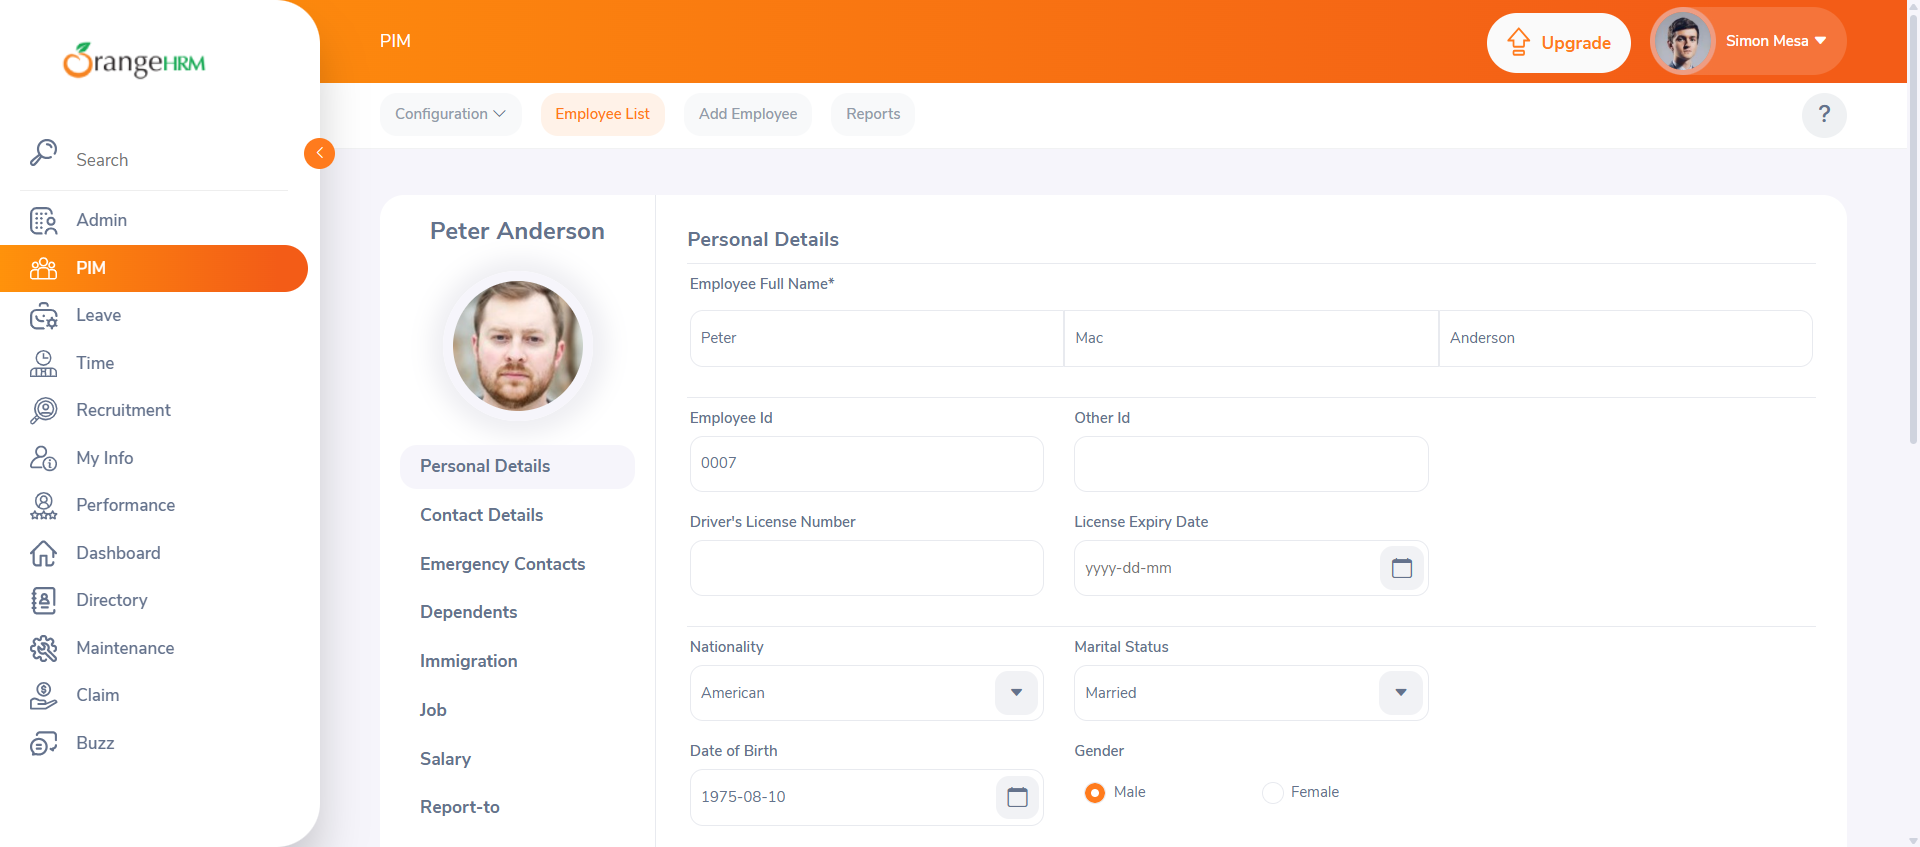 OrangeHRM
Search
Admin
PIM
Leave
Time
Recruitment
My Info
Performance
Dashboard
Directory
Maintenance
Claim
Buzz
PIM
Upgrade
Simon Mesa
Configuration
Employee List
Add Employee
Reports
?
Peter Anderson
Personal Details
Contact Details
Emergency Contacts
Dependents
Immigration
Job
Salary
Report-to
Personal Details
Employee Full Name*
Peter
Mac
Anderson
Employee Id
Other Id
0007
Driver's License Number
License Expiry Date
yyyy-dd-mm
Nationality
Marital Status
American
Married
Date of Birth
Gender
1975-08-10
Male
Female